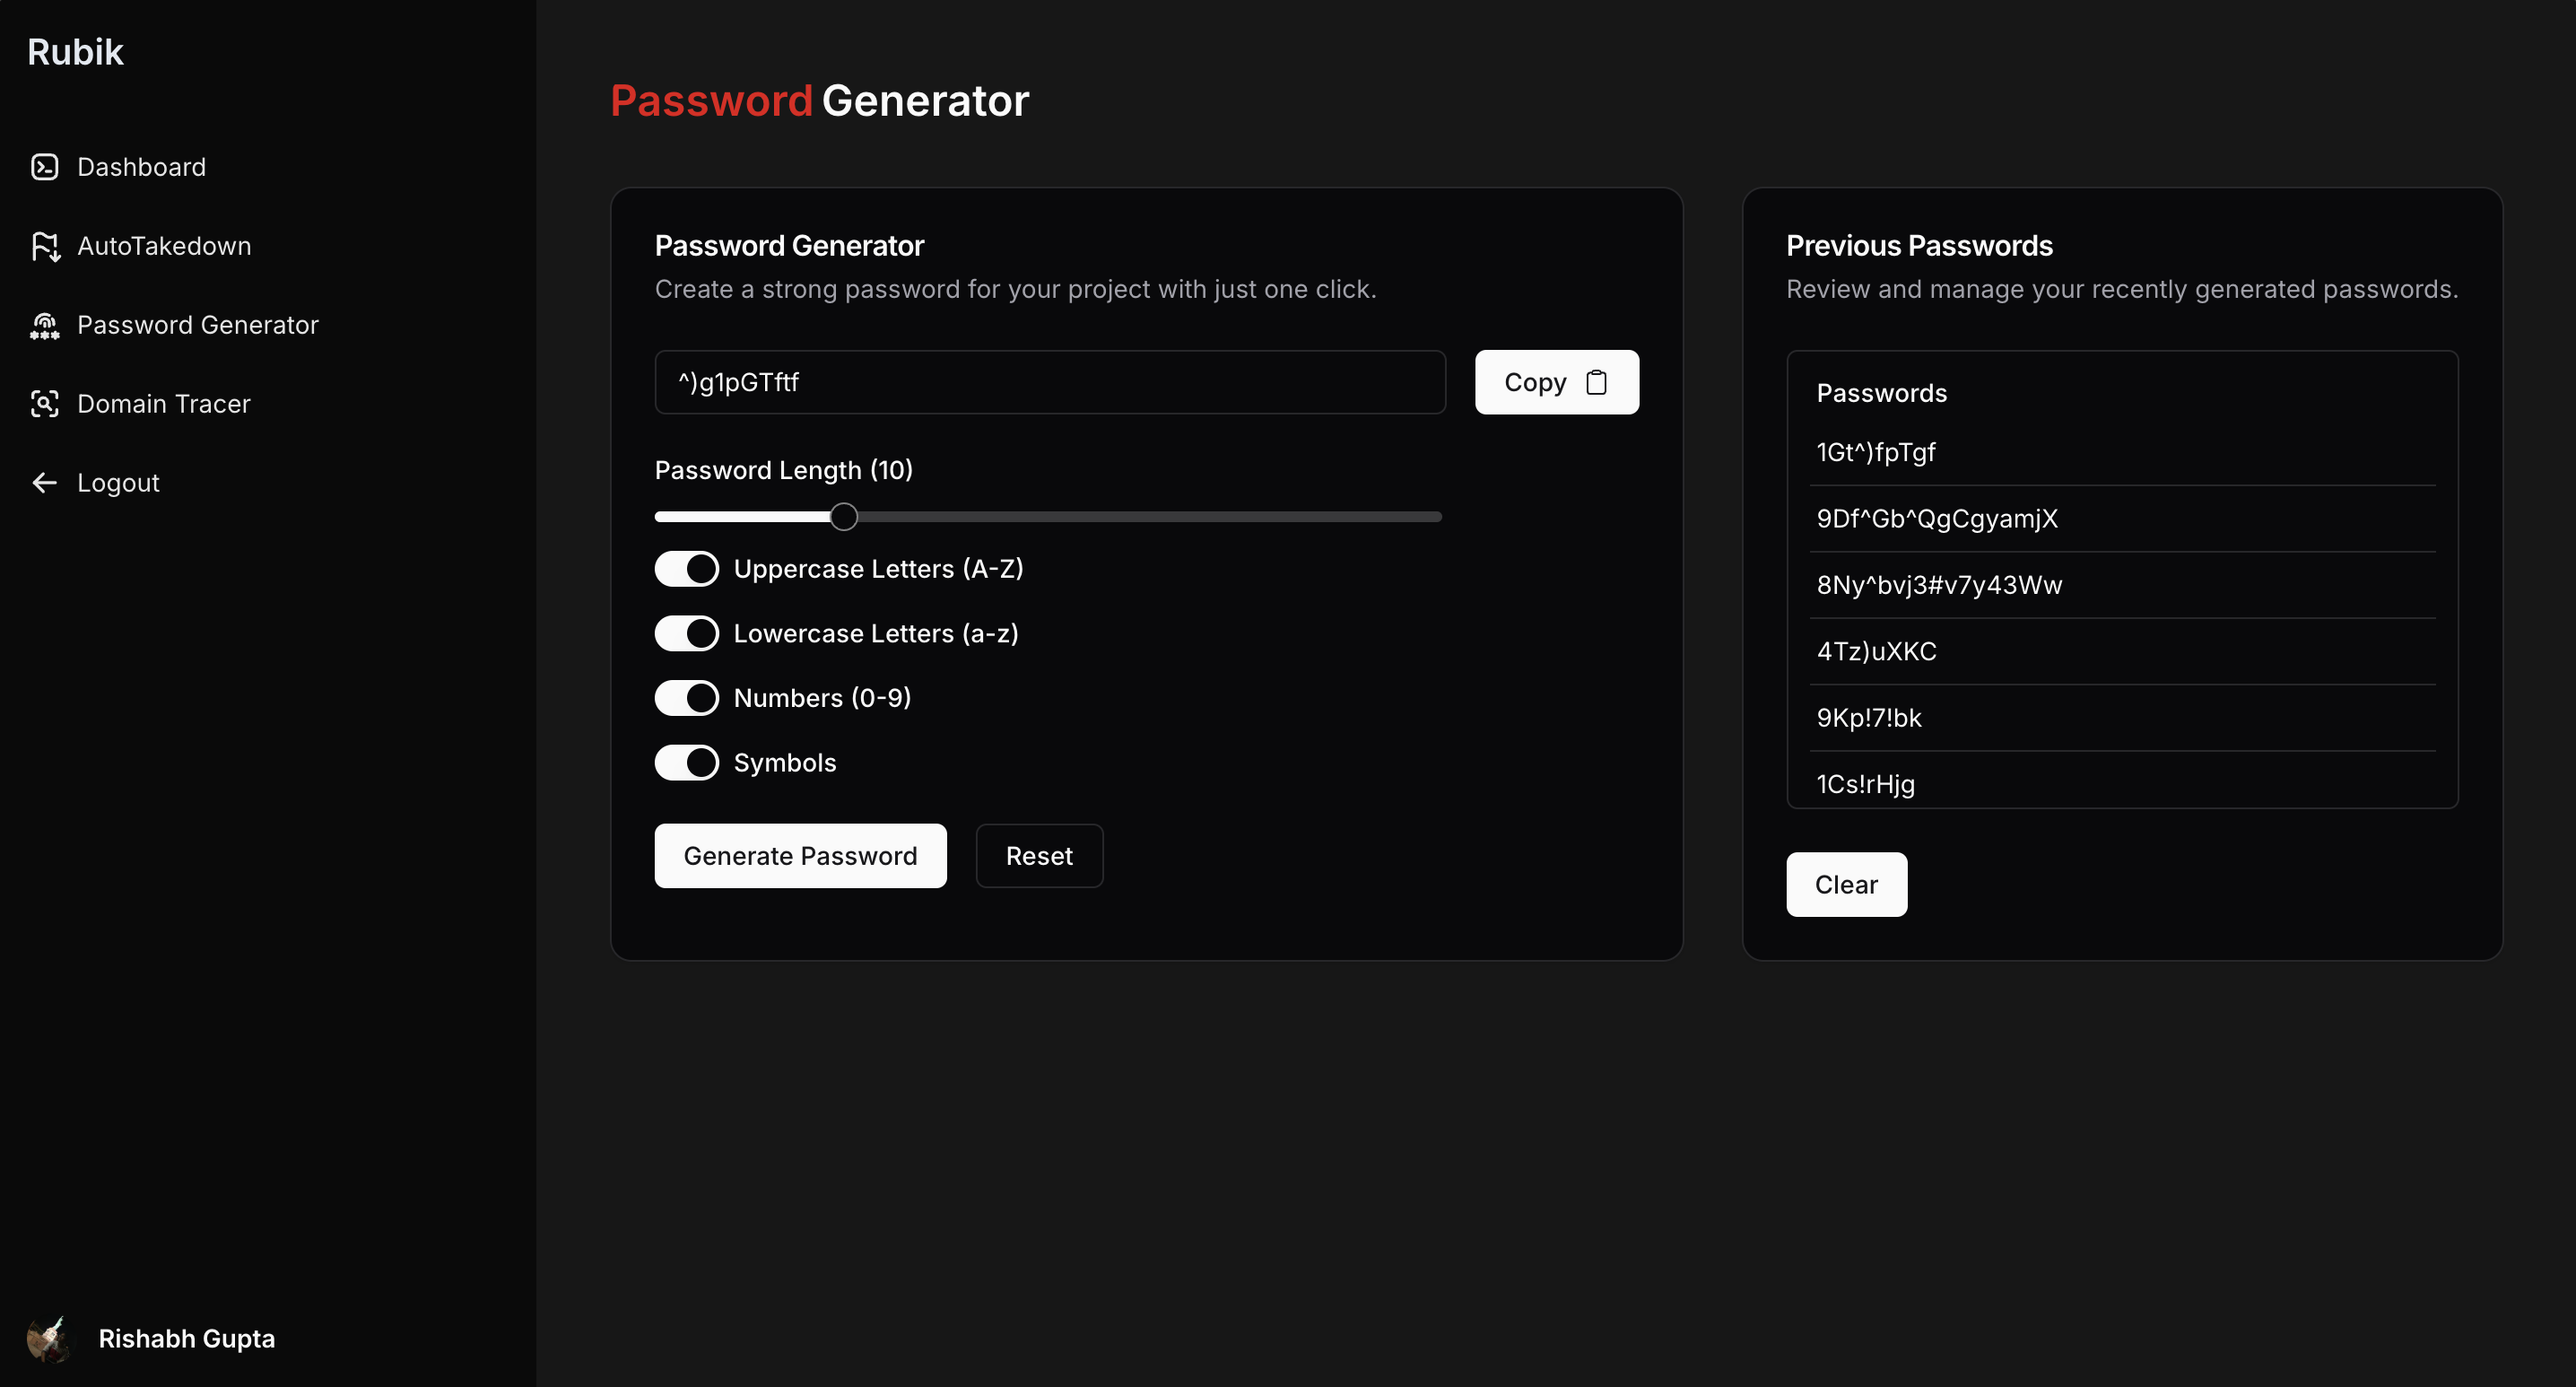 Rubik
Dashboard
AutoTakedown
Password Generator
Domain Tracer
Logout
Rishabh Gupta
Password Generator
Password Generator
Create a strong password for your project with just one click.
^)g1pGTftf
Copy
Password Length (10)
Uppercase Letters (A-Z)
Lowercase Letters (a-z)
Numbers (0-9)
Symbols
Generate Password
Reset
Previous Passwords
Review and manage your recently generated passwords.
Passwords
1Gt^)fpTgf
9Df^Gb^QgCgyamjX
8Ny^bvj3#v7y43Ww
4Tz)uXKC
9Kp!7!bk
1Cs!rHjg
Clear